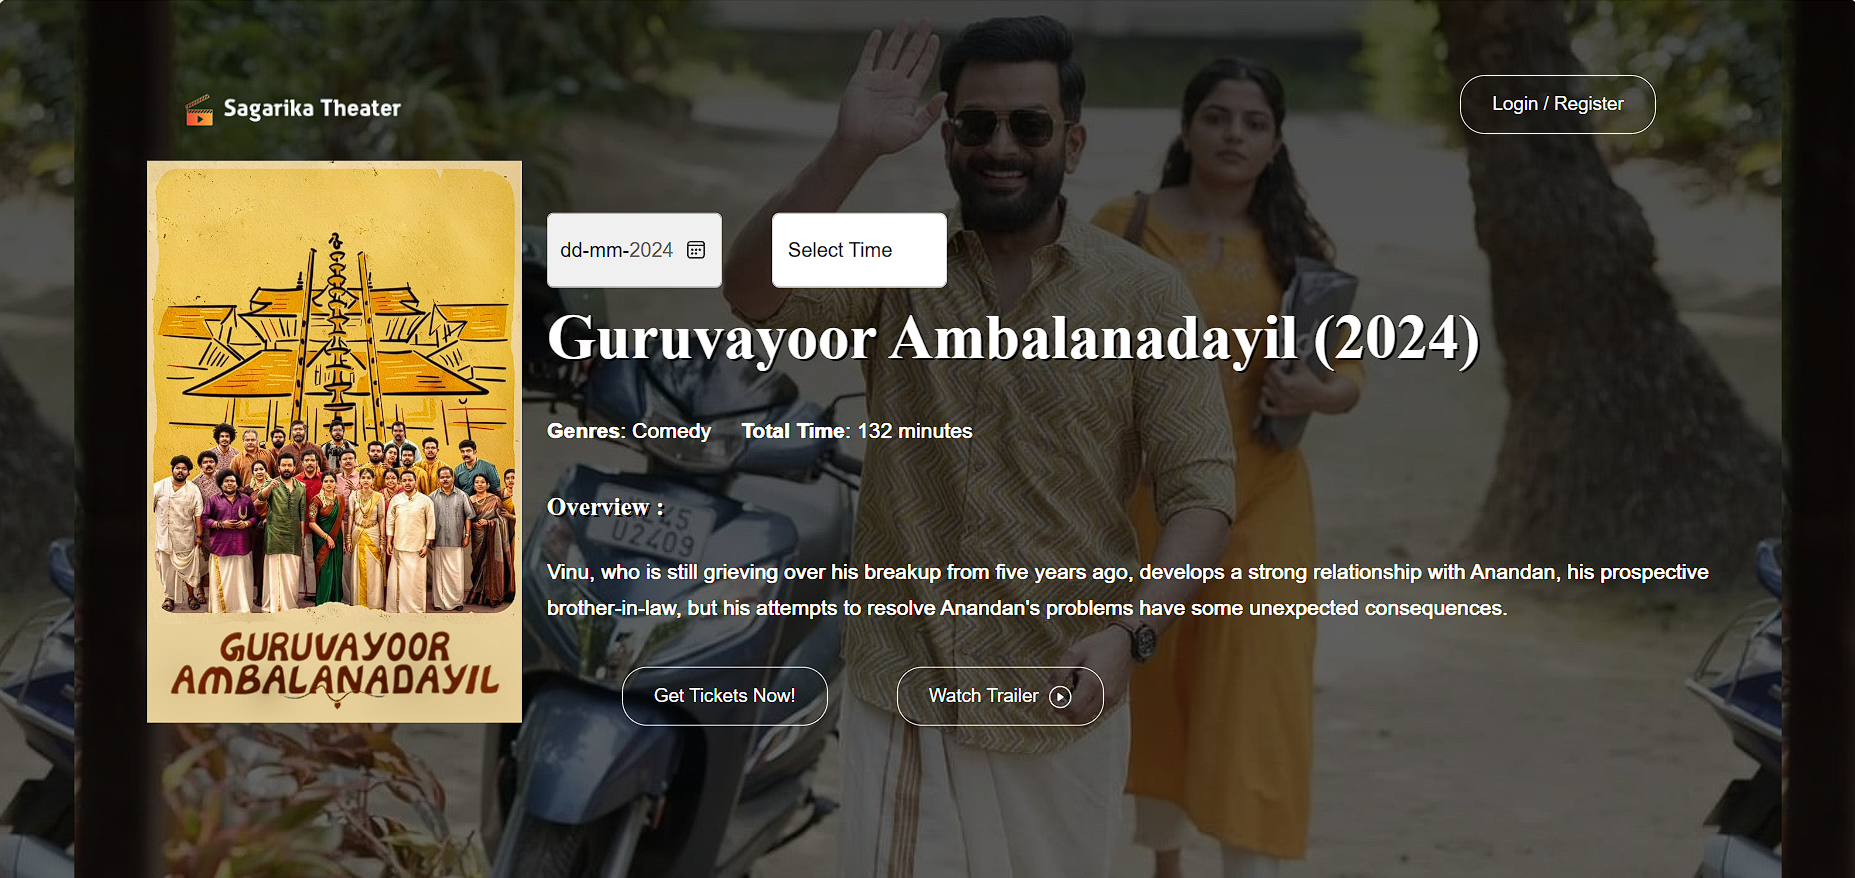 Sagarika Theater
Login / Register
dd-mm-2024
Select Time
Guruvayoor Ambalanadayil (2024)
Genres: Comedy Total Time: 132 minutes
Overview :
Vinu, who is still grieving over his breakup from five years ago, develops a strong relationship with Anandan, his prospective
brother-in-law, but his attempts to resolve Anandan's problems have some unexpected consequences.
Get Tickets Now!
Watch Trailer
GURUVAYOOR
AMBALANADAYIL
02409